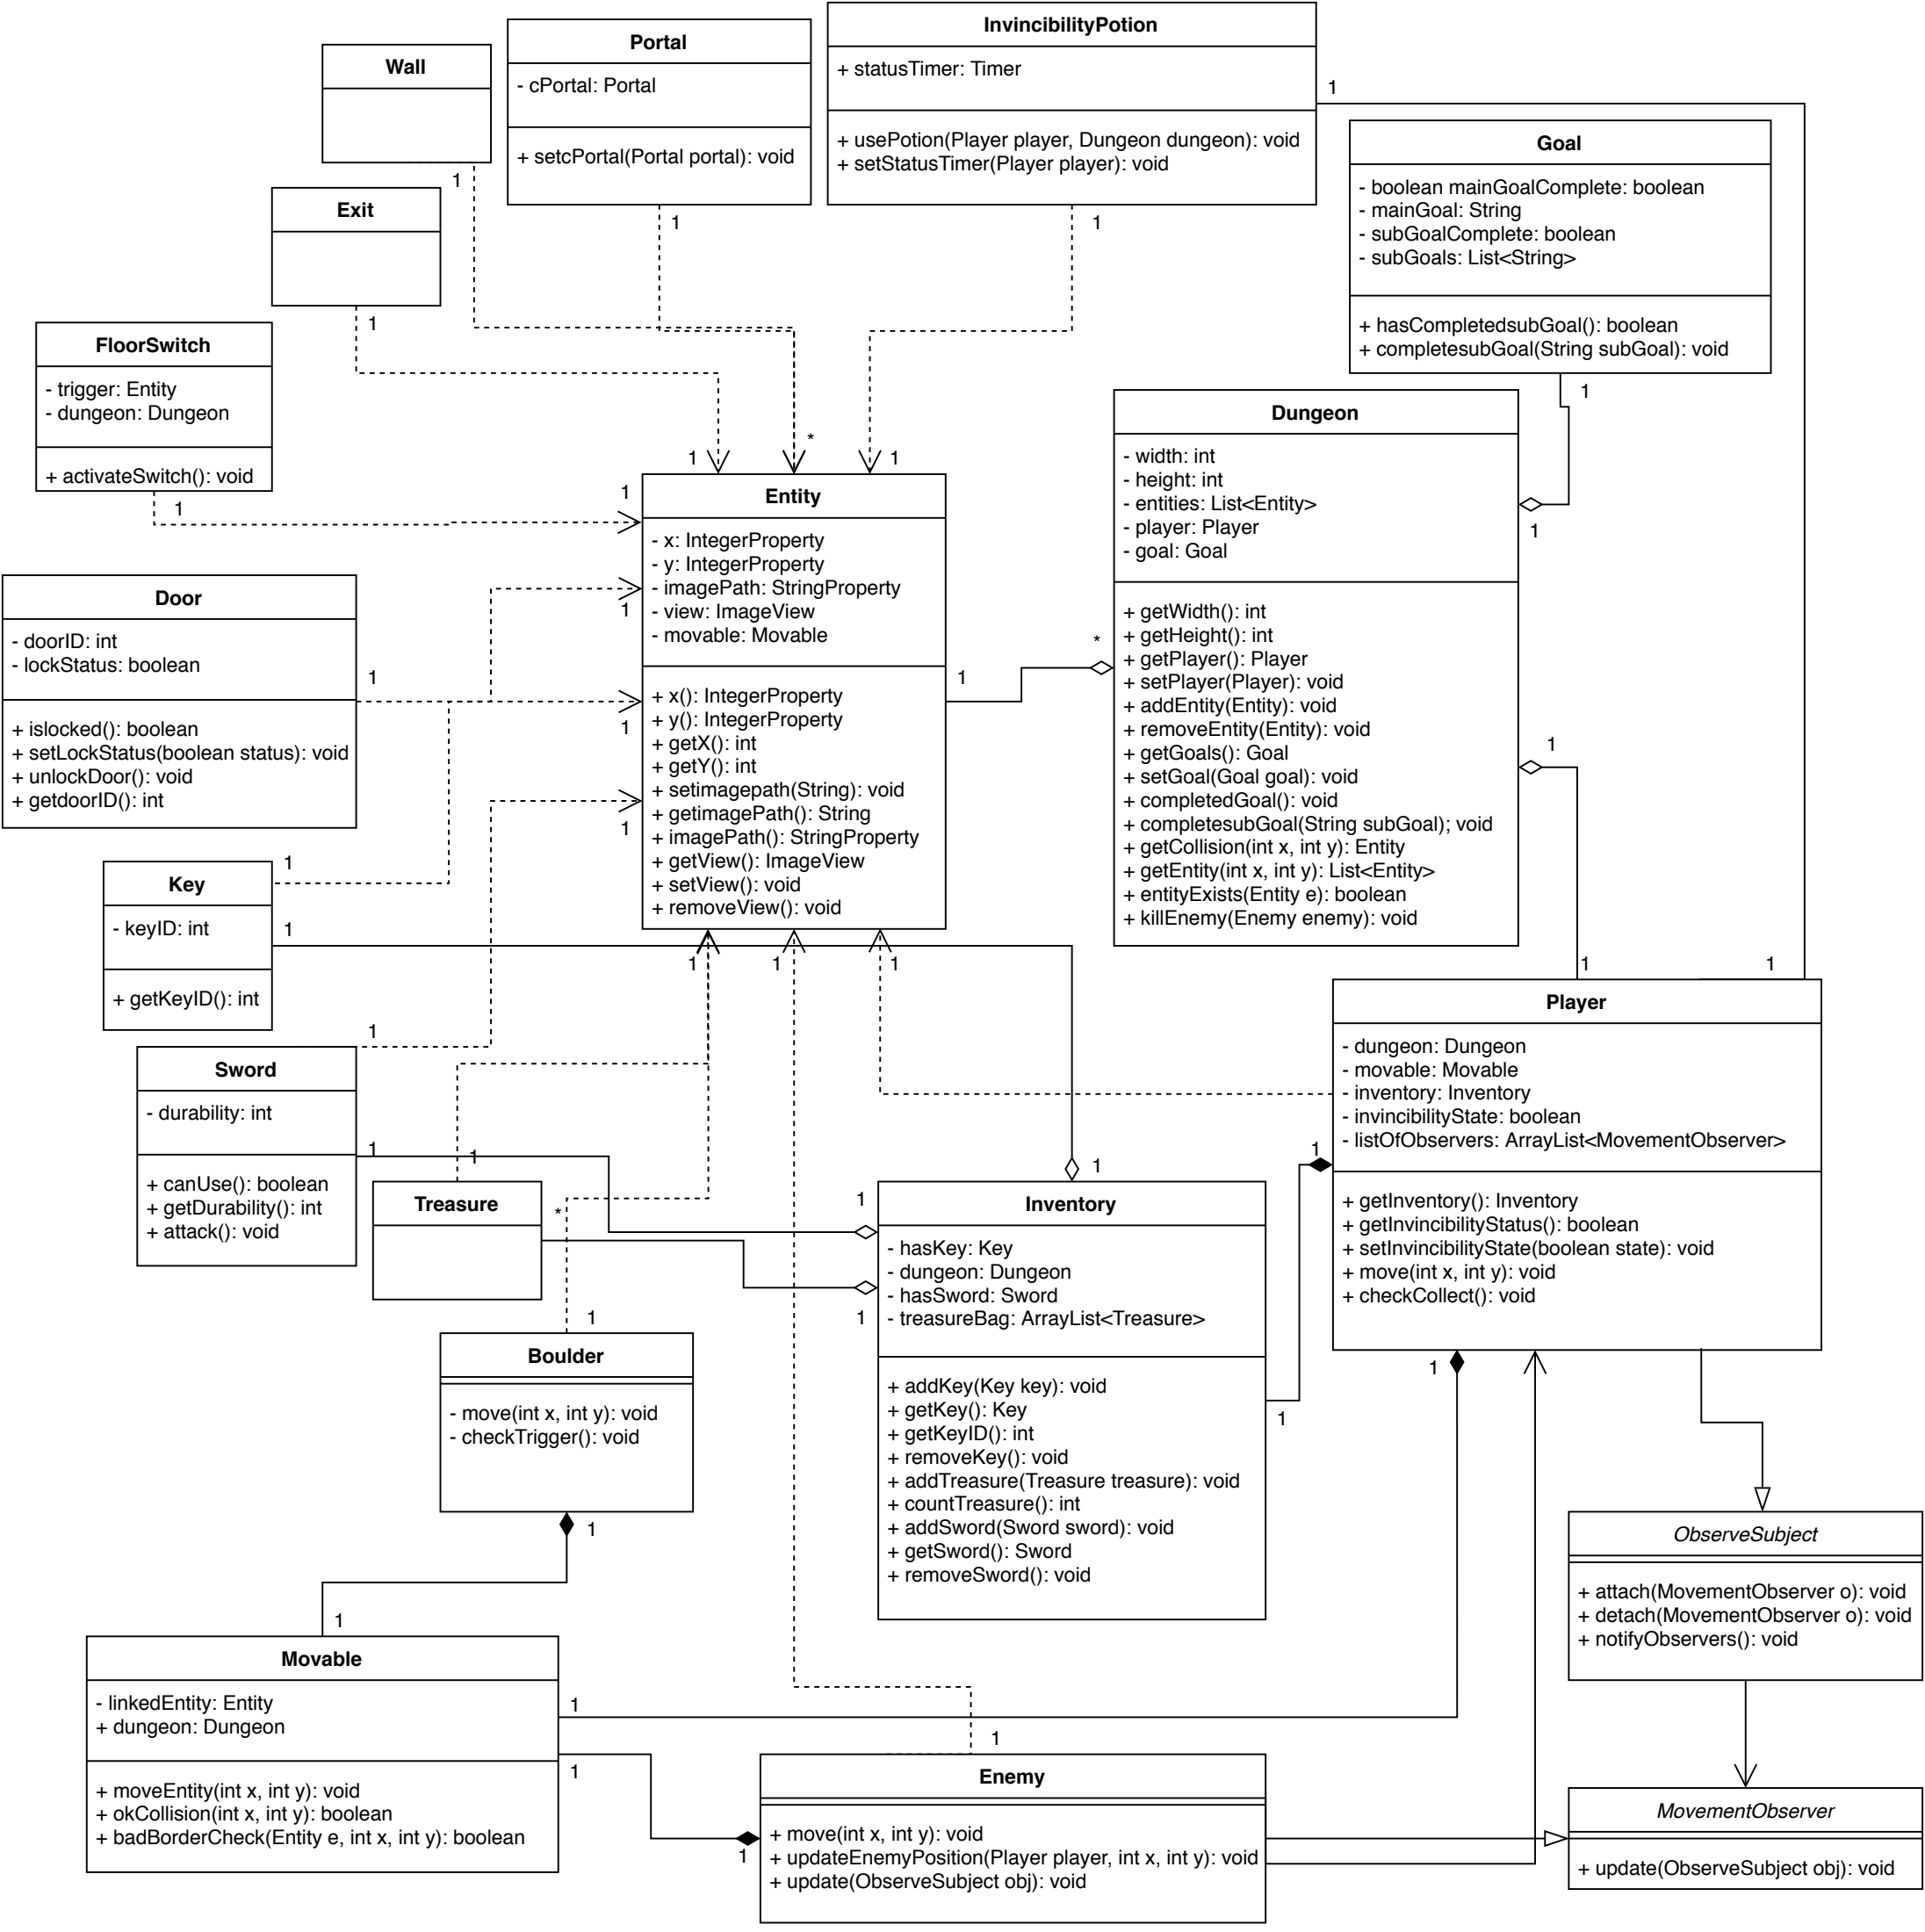 InvincibilityPotion
+ statusTimer: Timer
+ usePotion(Player player, Dungeon dungeon): void
+ setStatusTimer(Player player): void
1
1
Portal
- cPortal: Portal
+ setcPortal(Portal portal): void
1
Wall
1
Exit
1
Goal
- boolean mainGoalComplete: boolean
- mainGoal: String
- subGoalComplete: boolean
- subGoals: List<String>
+ hasCompletedsubGoal(): boolean
+ completesubGoal(String subGoal): void
1
FloorSwitch
- trigger: Entity
- dungeon: Dungeon
+ activateSwitch(): void
1
1
*
1
1
Entity
- x: IntegerProperty
- y: IntegerProperty
- imagePath: StringProperty
- view: ImageView
- movable: Movable
+ x(): IntegerProperty
+ y(): IntegerProperty
+ getX(): int
+ getY(): int
+ setimagepath(String): void
+ getimagePath(): String
+ imagePath(): StringProperty
+ getView(): ImageView
+ setView(): void
+ removeView(): void
1
1
1
1
1
1
1
Dungeon
- width: int
- height: int
- entities: List<Entity>
- player: Player
- goal: Goal
+ getWidth(): int
+ getHeight(): int
+ getPlayer(): Player
+ setPlayer(Player): void
+ addEntity(Entity): void
+ removeEntity(Entity): void
+ getGoals(): Goal
+ setGoal(Goal goal): void
+ completedGoal(): void
+ completesubGoal(String subGoal); void
+ getCollision(int x, int y): Entity
+ getEntity(int x, int y): List<Entity>
+ entityExists(Entity e): boolean
+ killEnemy(Enemy enemy): void
1
*
1
Door
- doorID: int
- lockStatus: boolean
+ islocked(): boolean
+ setLockStatus(boolean status): void
+ unlockDoor(): void
+ getdoorID(): int
1
Key
- keyID: int
+ getKeyID(): int
1
1
Sword
- durability: int
+ canUse(): boolean
+ getDurability(): int
+ attack(): void
1
1
Treasure
1
*
Player
- dungeon: Dungeon
- movable: Movable
- inventory: Inventory
- invincibilityState: boolean
- listOfObservers: ArrayList<MovementObserver>
+ getInventory(): Inventory
+ getInvincibilityStatus(): boolean
+ setInvincibilityState(boolean state): void
+ move(int x, int y): void
+ checkCollect(): void
1
1
1
1
Inventory
- hasKey: Key
- dungeon: Dungeon
- hasSword: Sword
- treasureBag: ArrayList<Treasure>
+ addKey(Key key): void
+ getKey(): Key
+ getKeyID(): int
+ removeKey(): void
+ addTreasure(Treasure treasure): void
+ countTreasure(): int
+ addSword(Sword sword): void
+ getSword(): Sword
+ removeSword(): void
1
1
1
1
Boulder
- move(int x, int y): void
- checkTrigger(): void
1
1
ObserveSubject
+ attach(MovementObserver o): void
+ detach(MovementObserver o): void
+ notifyObservers(): void
Movable
- linkedEntity: Entity
+ dungeon: Dungeon
+ moveEntity(int x, int y): void
+ okCollision(int x, int y): boolean
+ badBorderCheck(Entity e, int x, int y): boolean
1
1
1
Enemy
+ move(int x, int y): void
+ updateEnemyPosition(Player player, int x, int y): void
+ update(ObserveSubject obj): void
1
1
MovementObserver
+ update(ObserveSubject obj): void